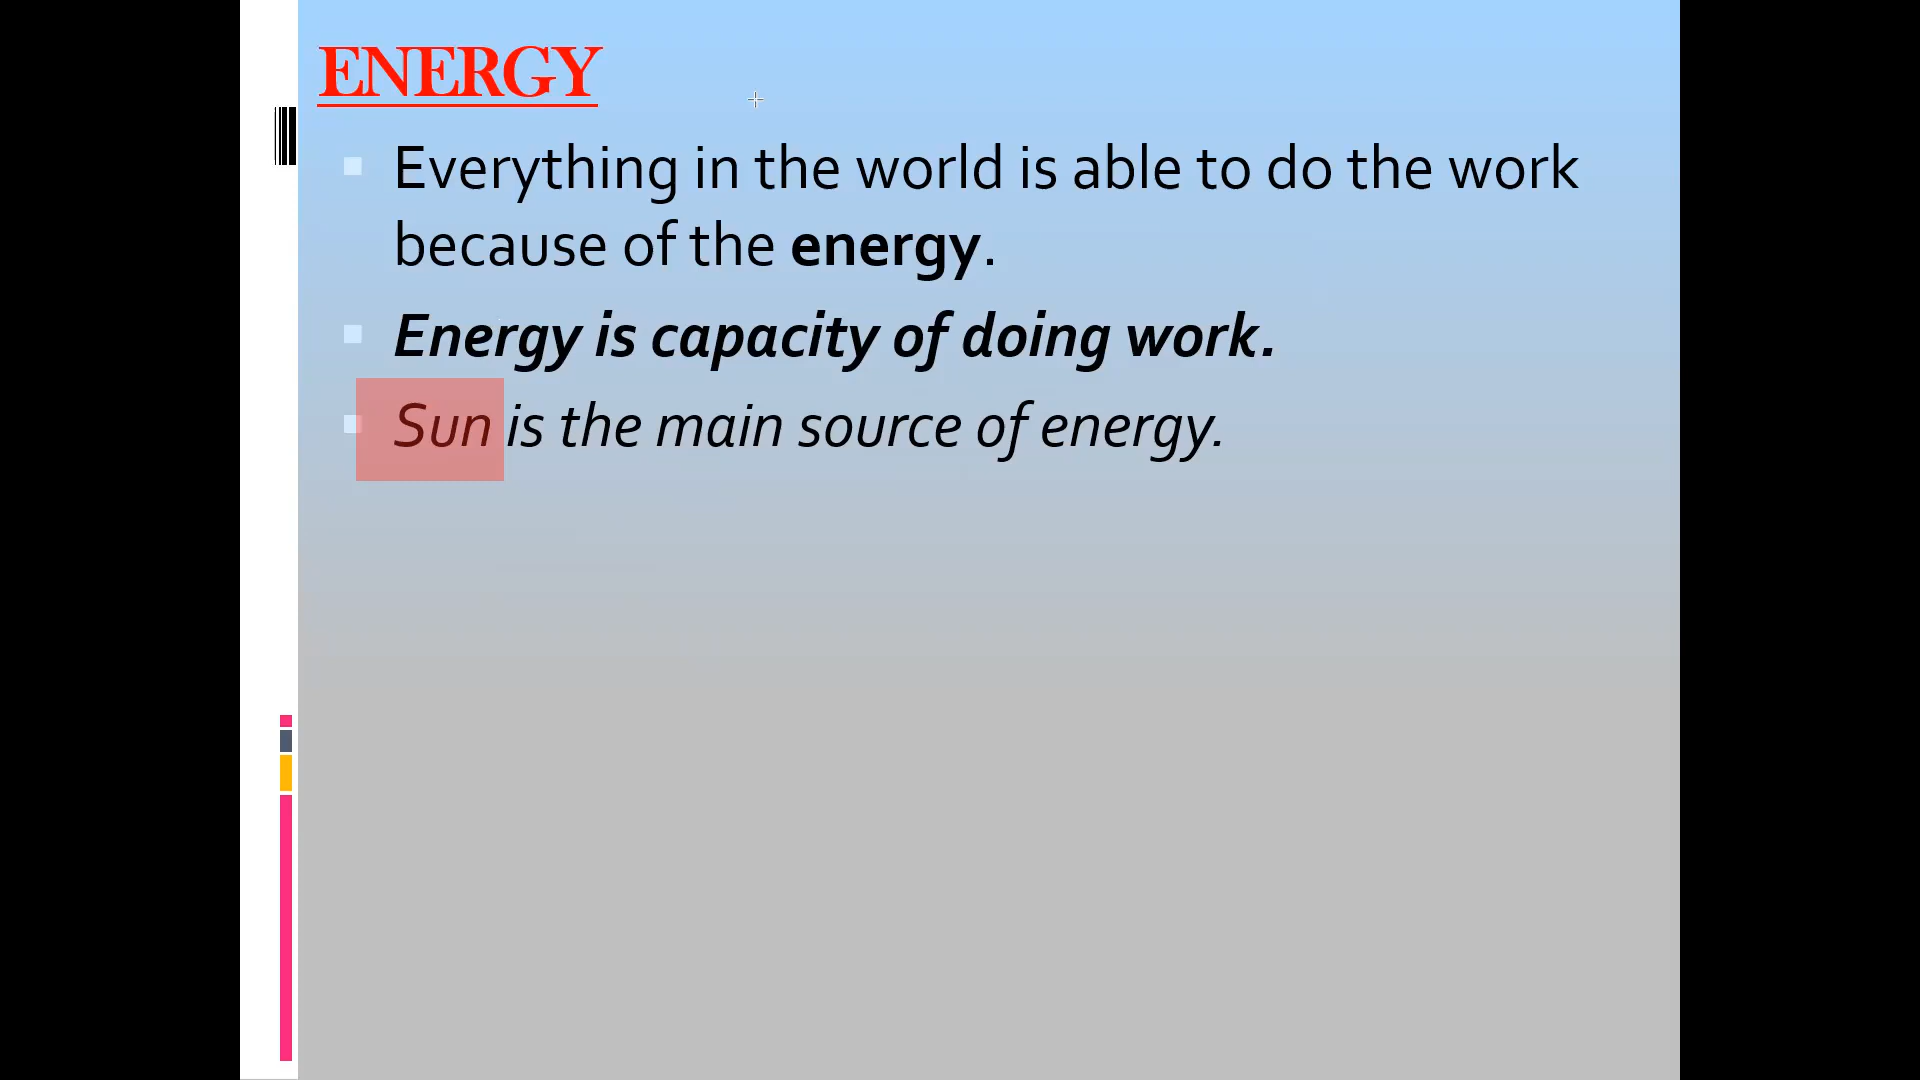 ENERGY
Everything in the world is able to do the work
because of the energy.
Energy is capacity of doing work.
Sun is the main source of energy.